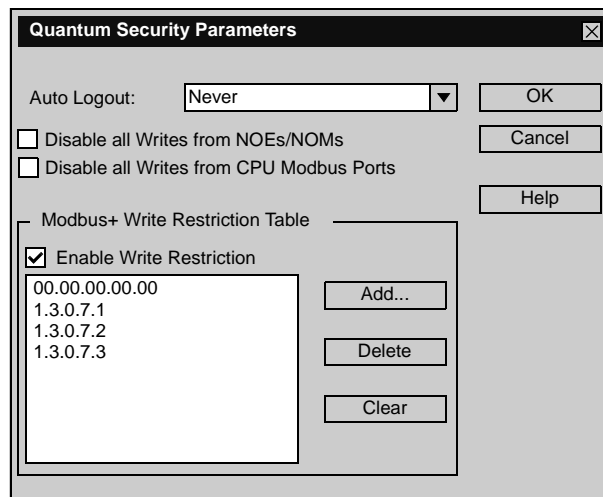 Quantum Security Parameters
Auto Logout: Never OK
Disable all Writes from NOEs/NOMs Cancel
Disable all Writes from CPU Modbus Ports
Help
Modbus+ Write Restriction Table
Enable Write Restriction
00.00.00.00.00 Add...
1.3.0.7.1
1.3.0.7.2
1.3.0.7.3 Delete
Clear